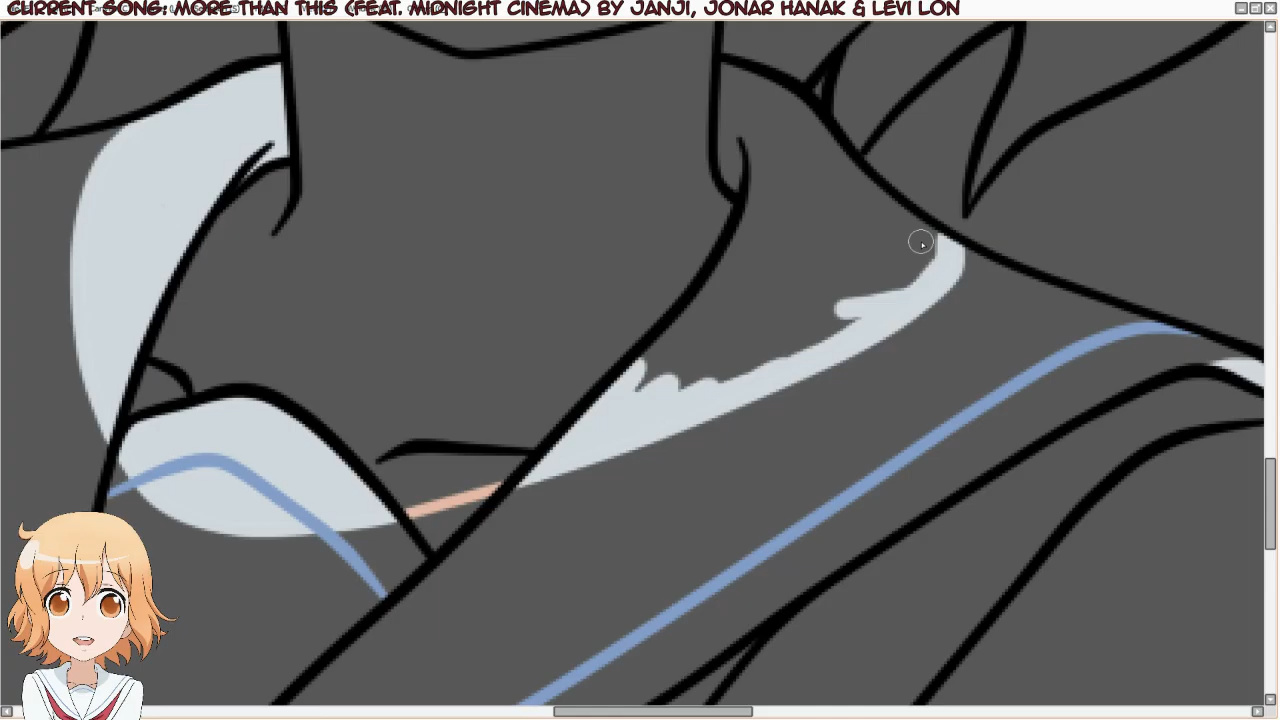 CURRENT SONG: MORE THAN THIS (FEAT. MIDNIGHT CINEMA) BY JANJI, JONAR HANAK & LEVI LON